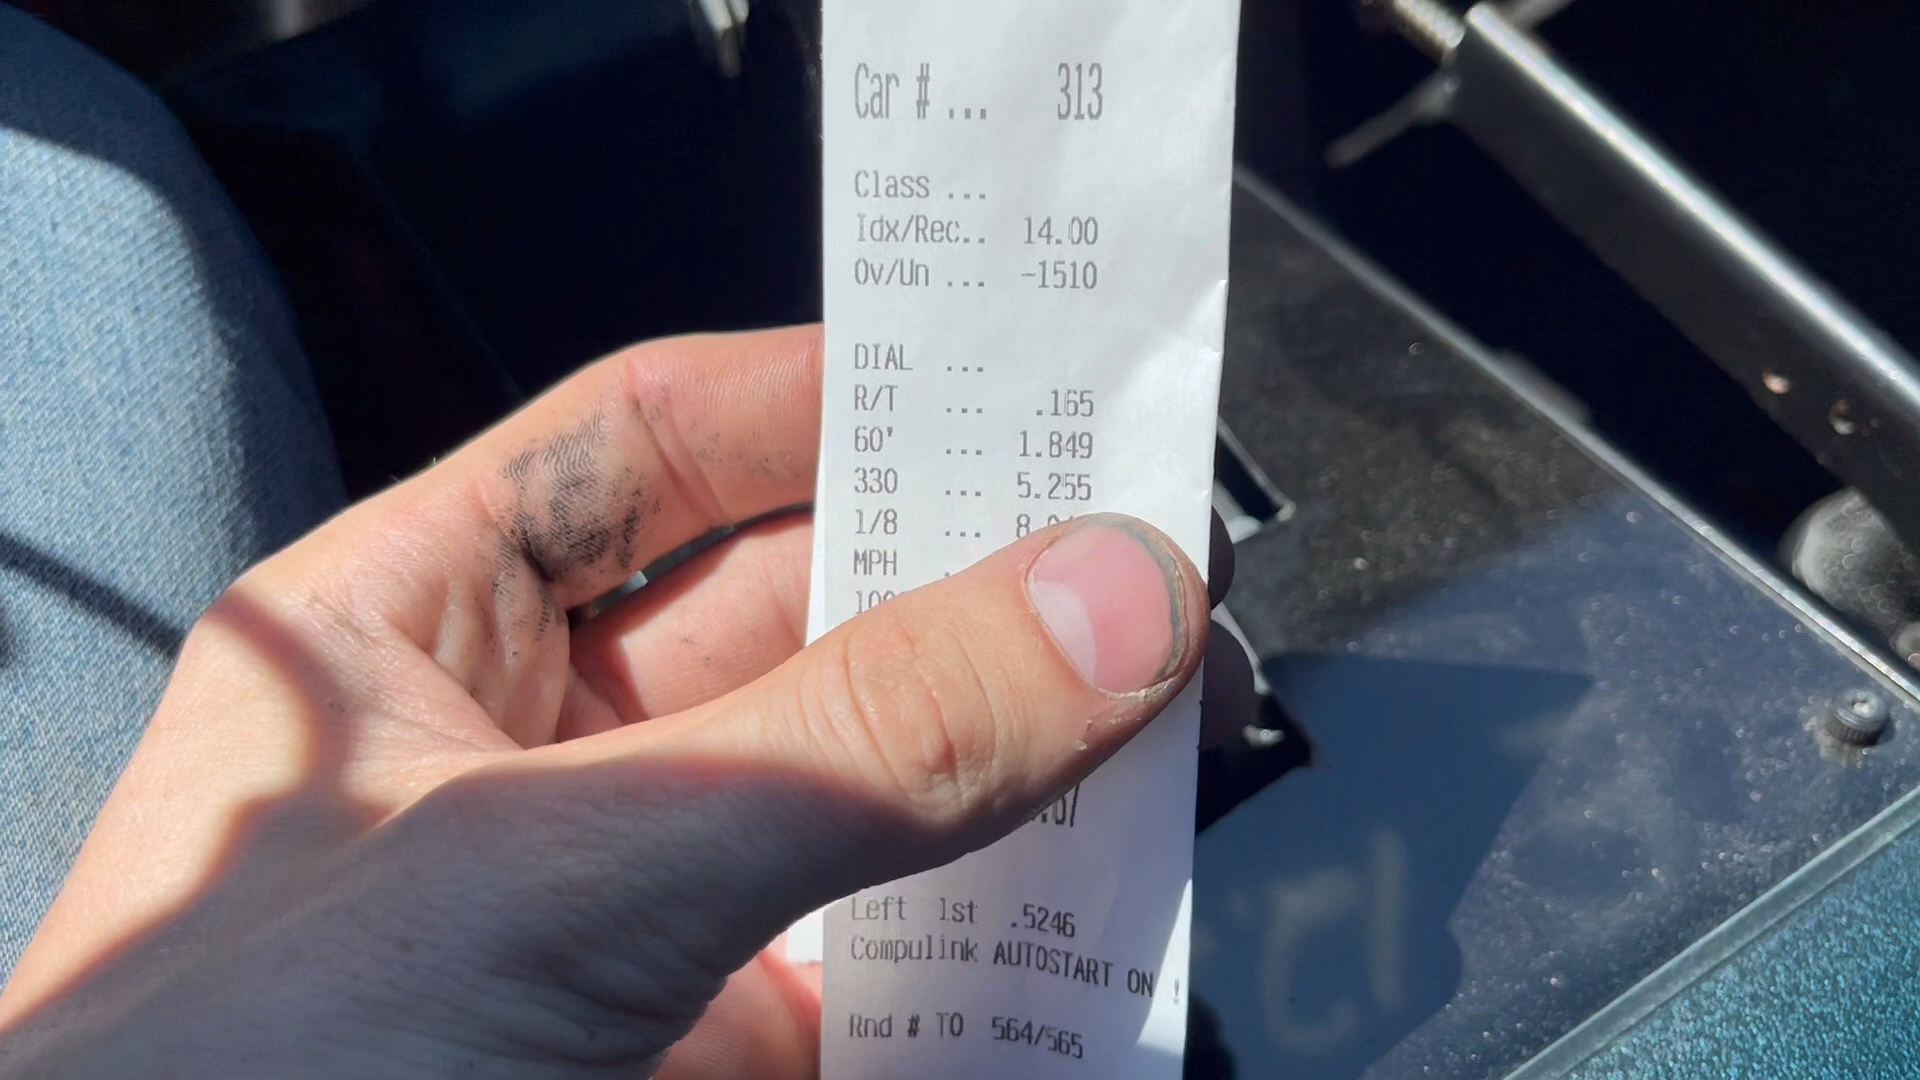 Car # ... 313
Class ...
Idx/Rec.. 14.00
Ov/Un ... -1510
DIAL ...
R/T ... .165
60' ... 1.849
330 ... 5.255
1/8 ... 8.
MPH .
Left 1st .5246
Compulink AUTOSTART ON !
Rnd # TO 564/565